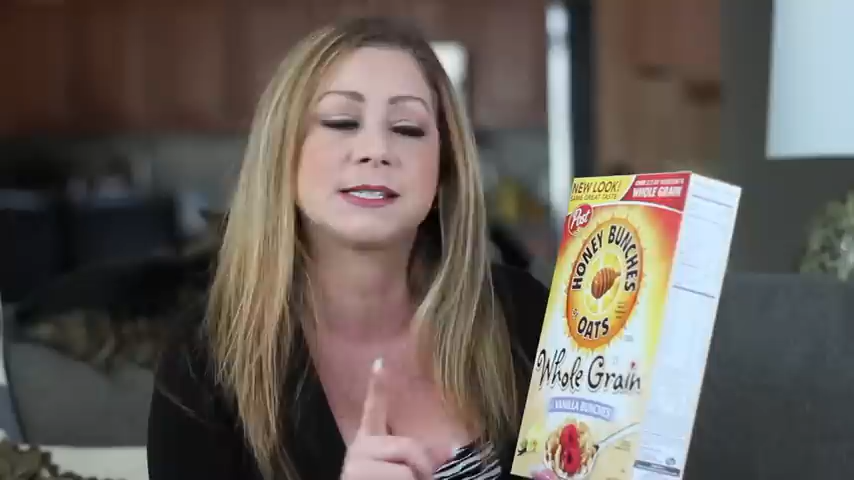 NEW LOOK!
SAME GREAT TASTE
WHOLE GRAIN
Post
HONEY BUNCHES
OF
OATS
Whole Grain
VANILLA BUNCHES